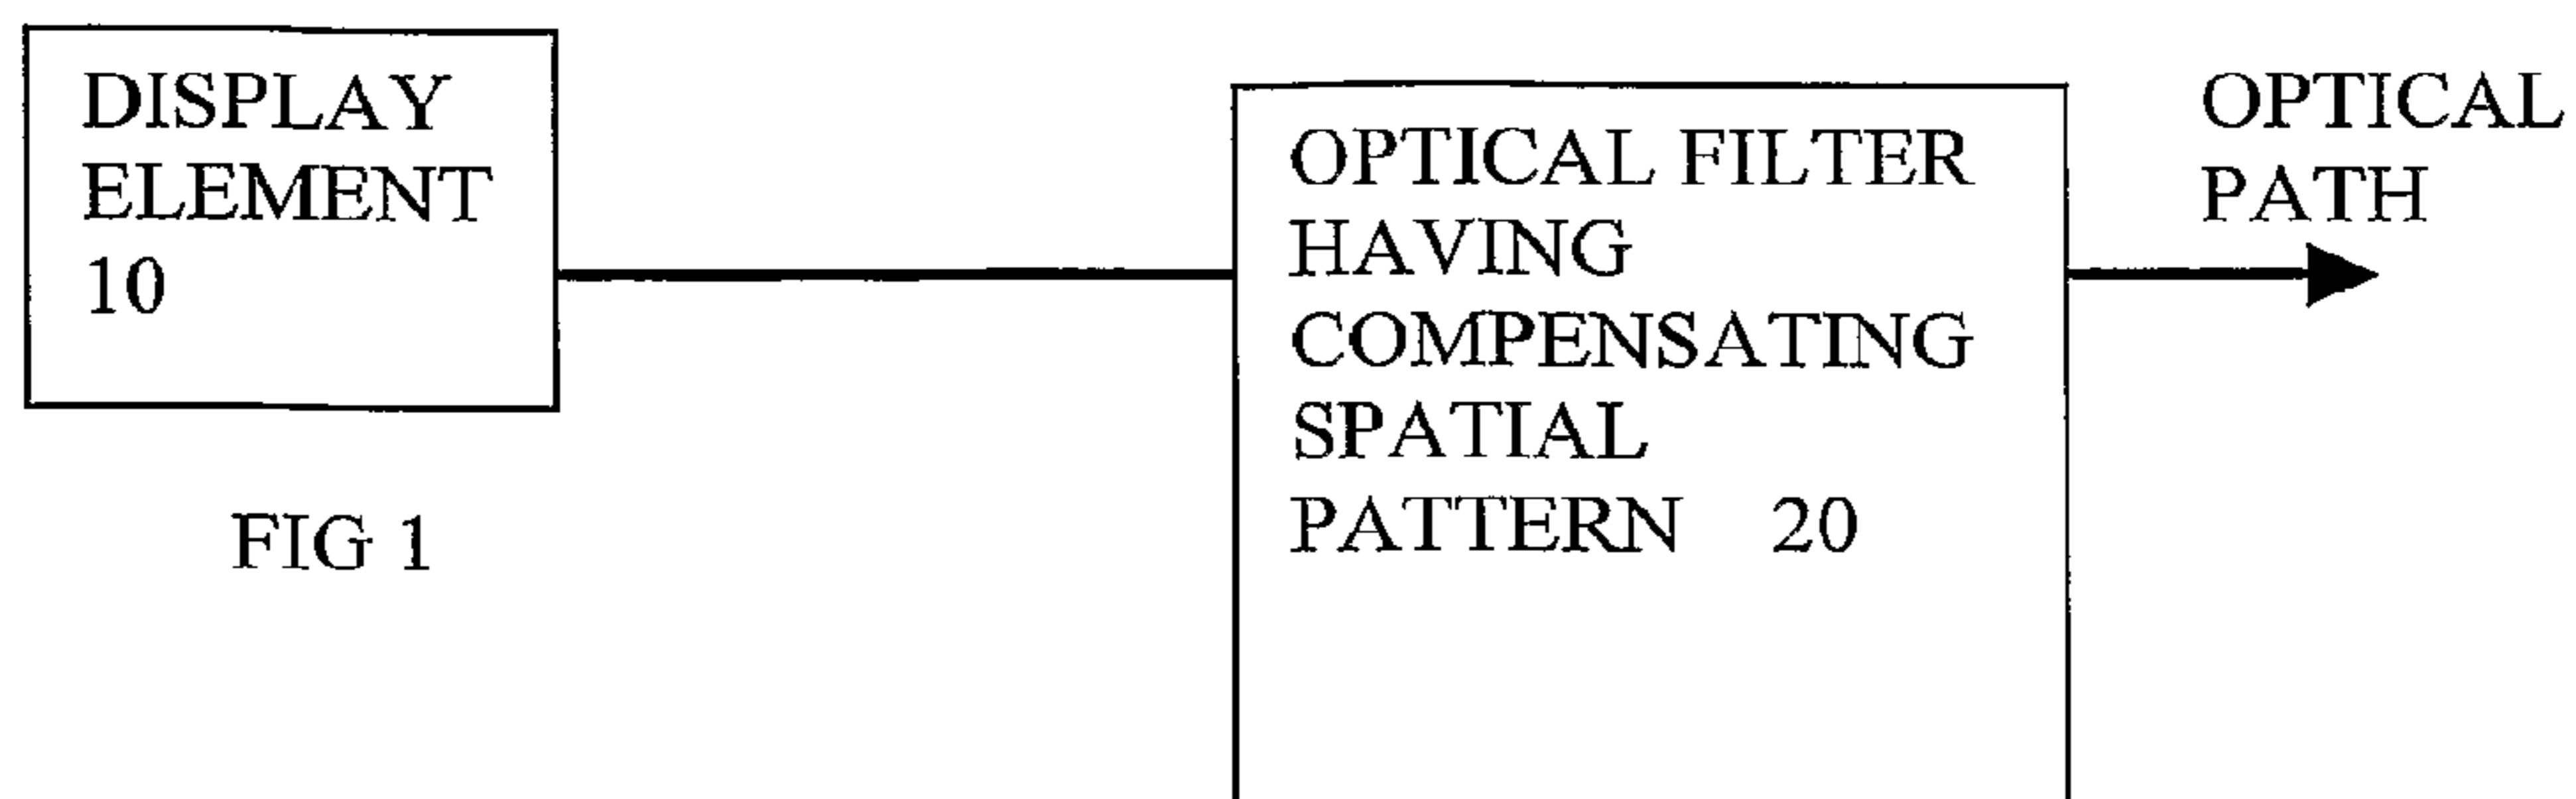 DISPLAY
ELEMENT
10
FIG 1
OPTICAL FILTER
HAVING
COMPENSATING
SPATIAL
PATTERN 20
OPTICAL
PATH